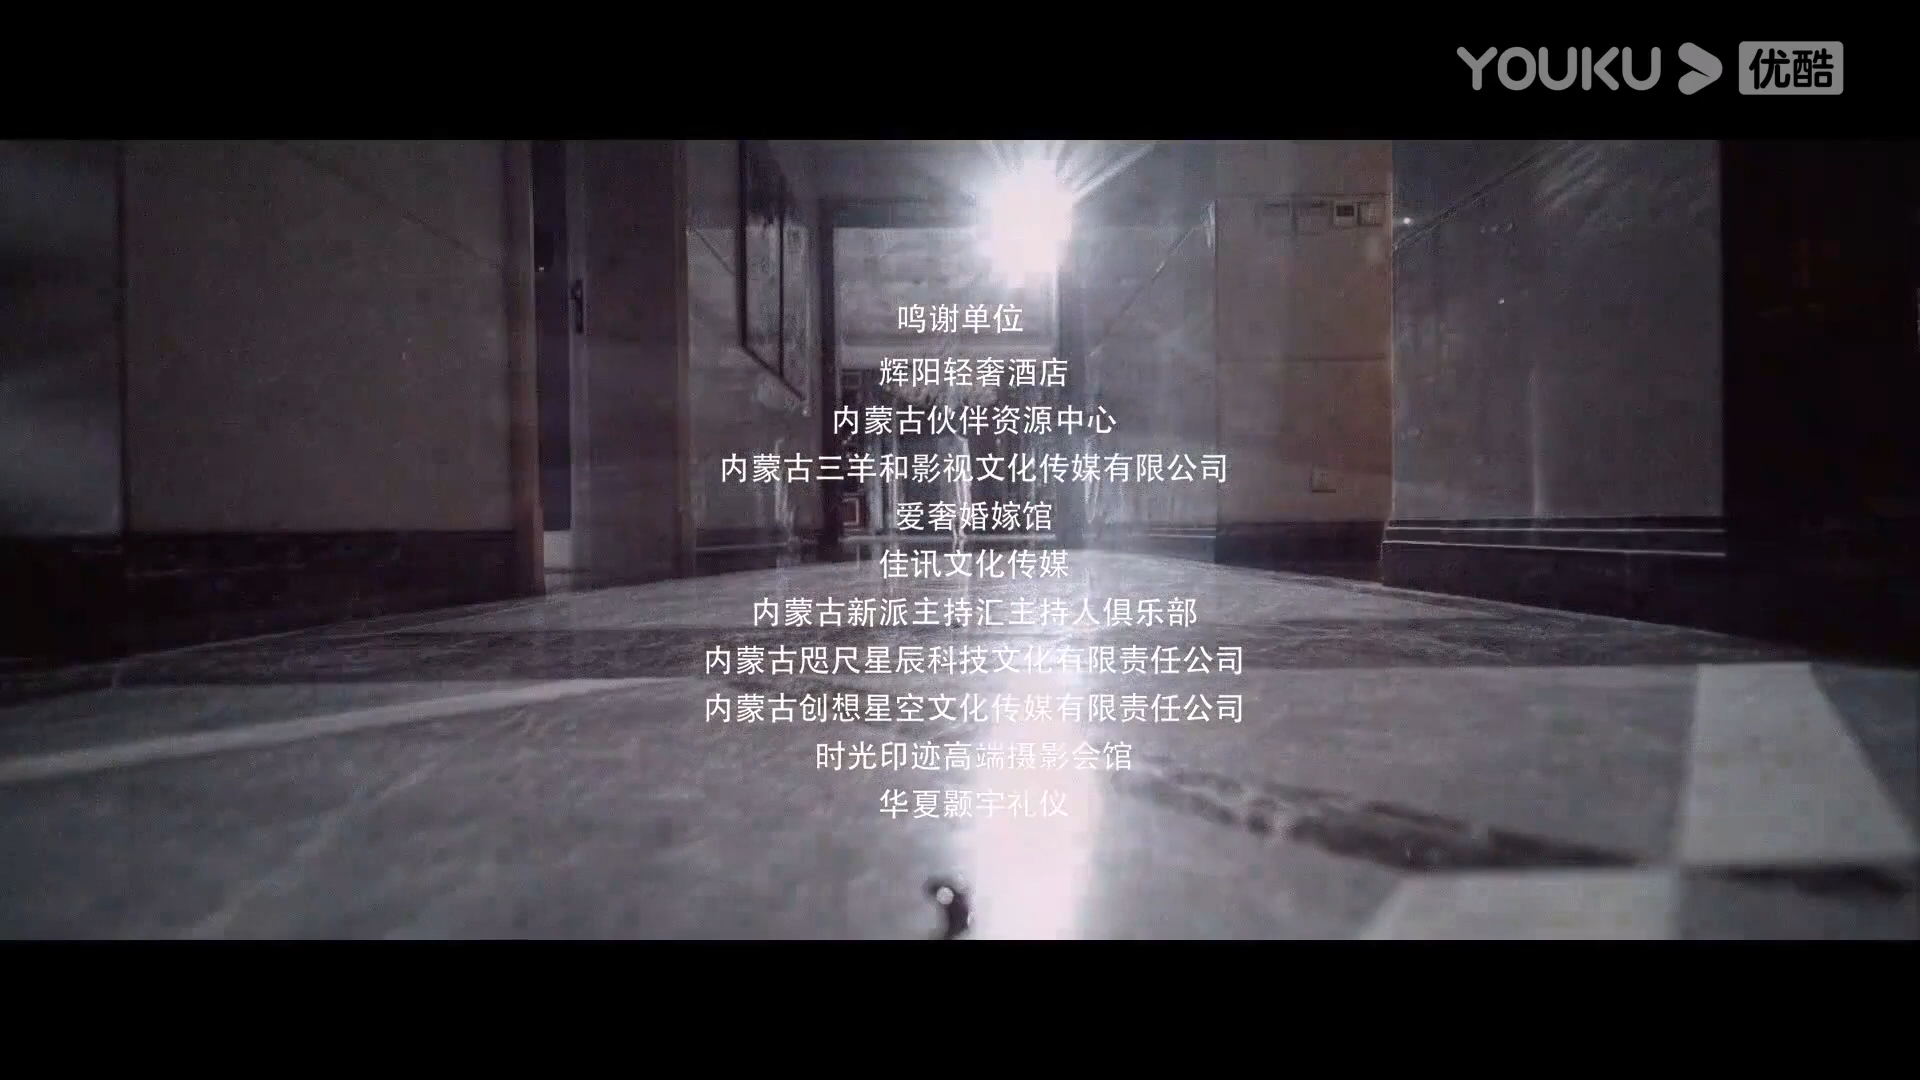 YOUKU 优酷
鸣谢单位
辉阳轻奢酒店
内蒙古伙伴资源中心
内蒙古三羊和影视文化传媒有限公司
爱奢婚嫁馆
佳讯文化传媒
内蒙古新派主持汇主持人俱乐部
内蒙古咫尺星辰科技文化有限责任公司
内蒙古创想星空文化传媒有限责任公司
时光印迹高端摄影会馆
华夏颢宇礼仪